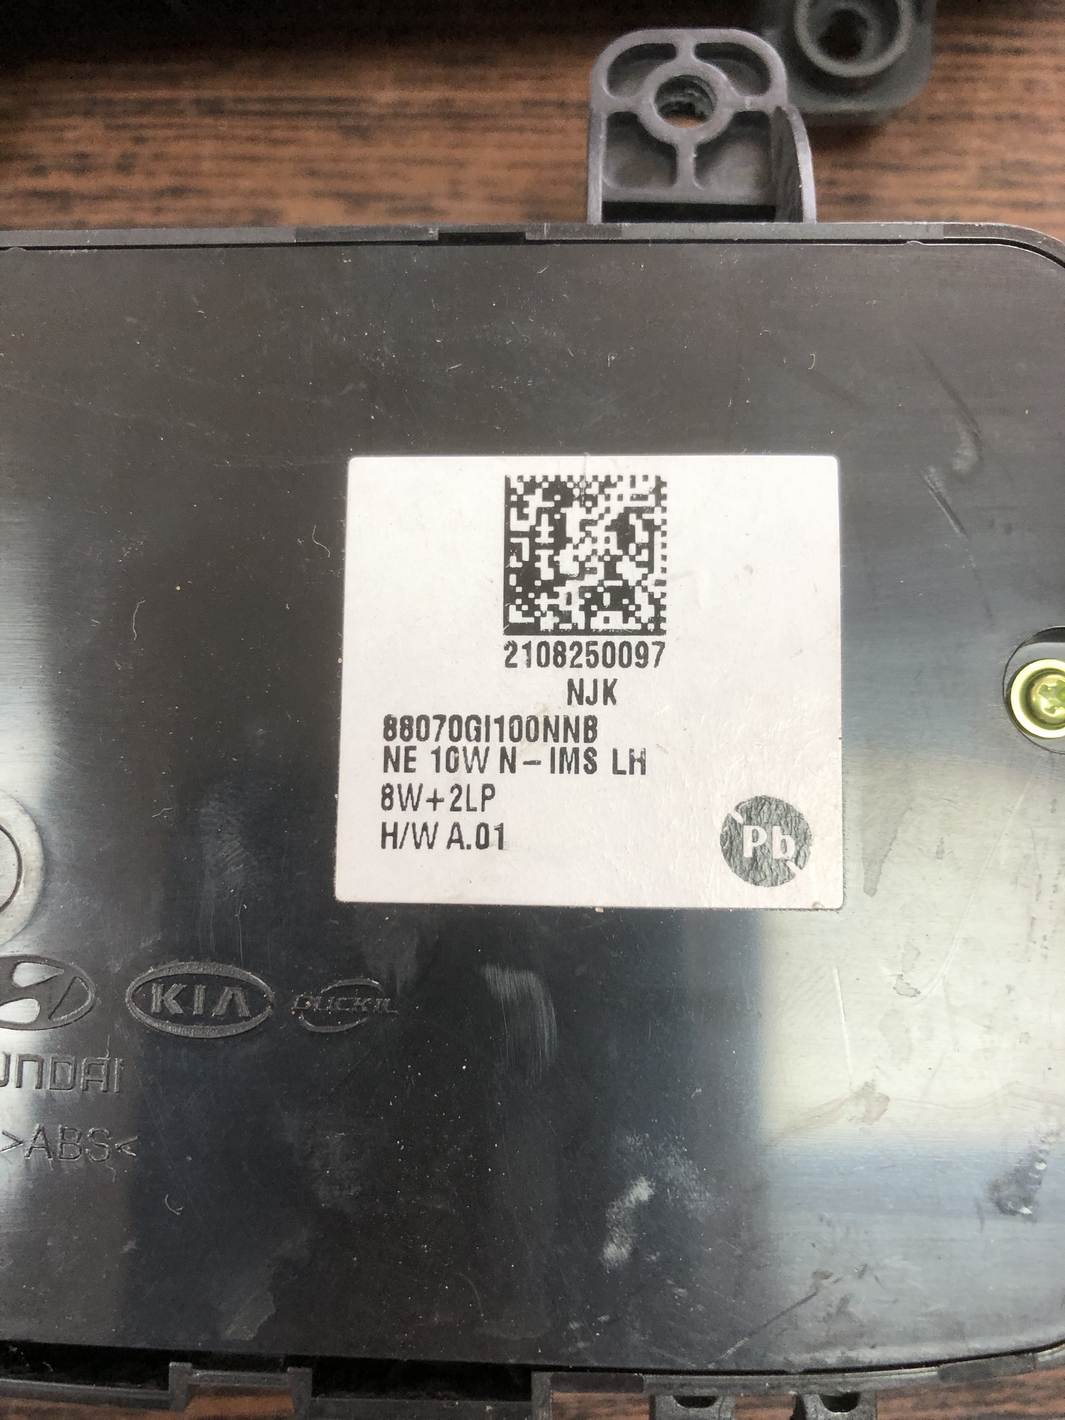 2108250097
NJK
88070GI100NNB
NE 10W N-IMS LH
8W+2LP
H/W A.01
Pb
KIA
DUCKIL
UNDAI
>ABS<